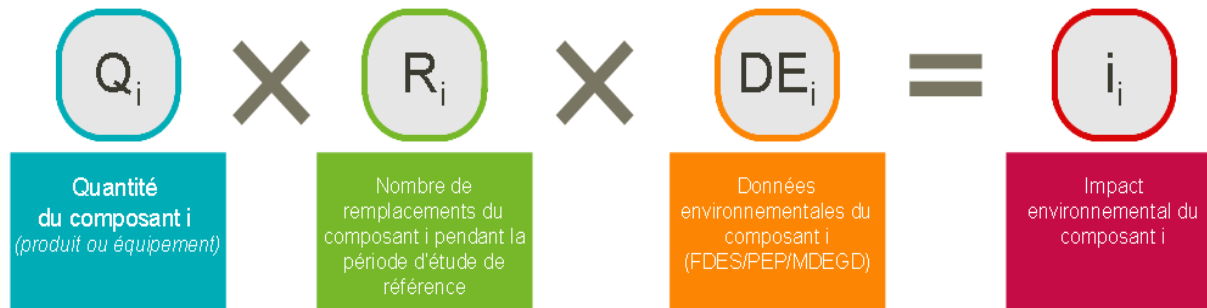 Qi × Ri × DEi = ii
Quantité
du composant i
(produit ou équipement)
Nombre de
remplacements du
composant i pendant la
période d'étude de
référence
Données
environnementales du
composant i
(FDES/PEP/MDEGD)
Impact
environnemental du
composant i